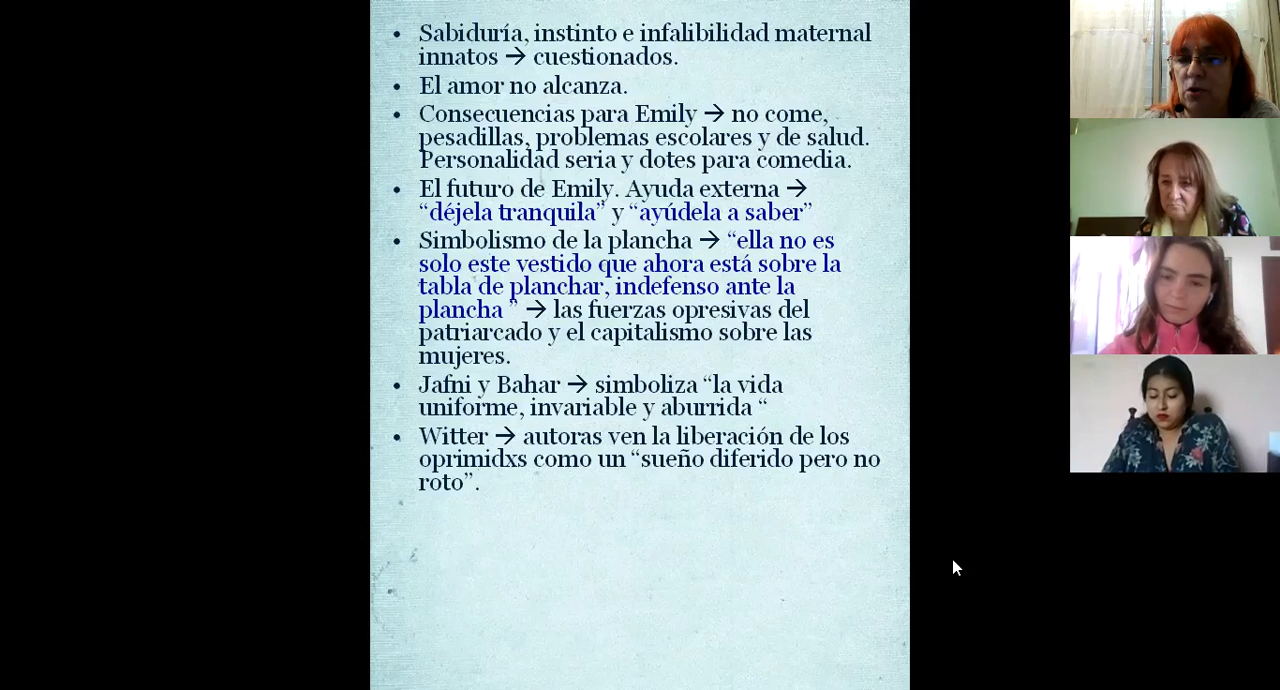 • Sabiduría, instinto e infalibilidad maternal
innatos → cuestionados.
• El amor no alcanza.
• Consecuencias para Emily → no come,
pesadillas, problemas escolares y de salud.
Personalidad seria y dotes para comedia.
• El futuro de Emily. Ayuda externa →
“déjela tranquila” y “ayúdela a saber”
• Simbolismo de la plancha → “ella no es
solo este vestido que ahora está sobre la
tabla de planchar, indefenso ante la
plancha ” → las fuerzas opresivas del
patriarcado y el capitalismo sobre las
mujeres.
• Jafni y Bahar → simboliza “la vida
uniforme, invariable y aburrida “
• Witter → autoras ven la liberación de los
oprimidxs como un “sueño diferido pero no
roto”.